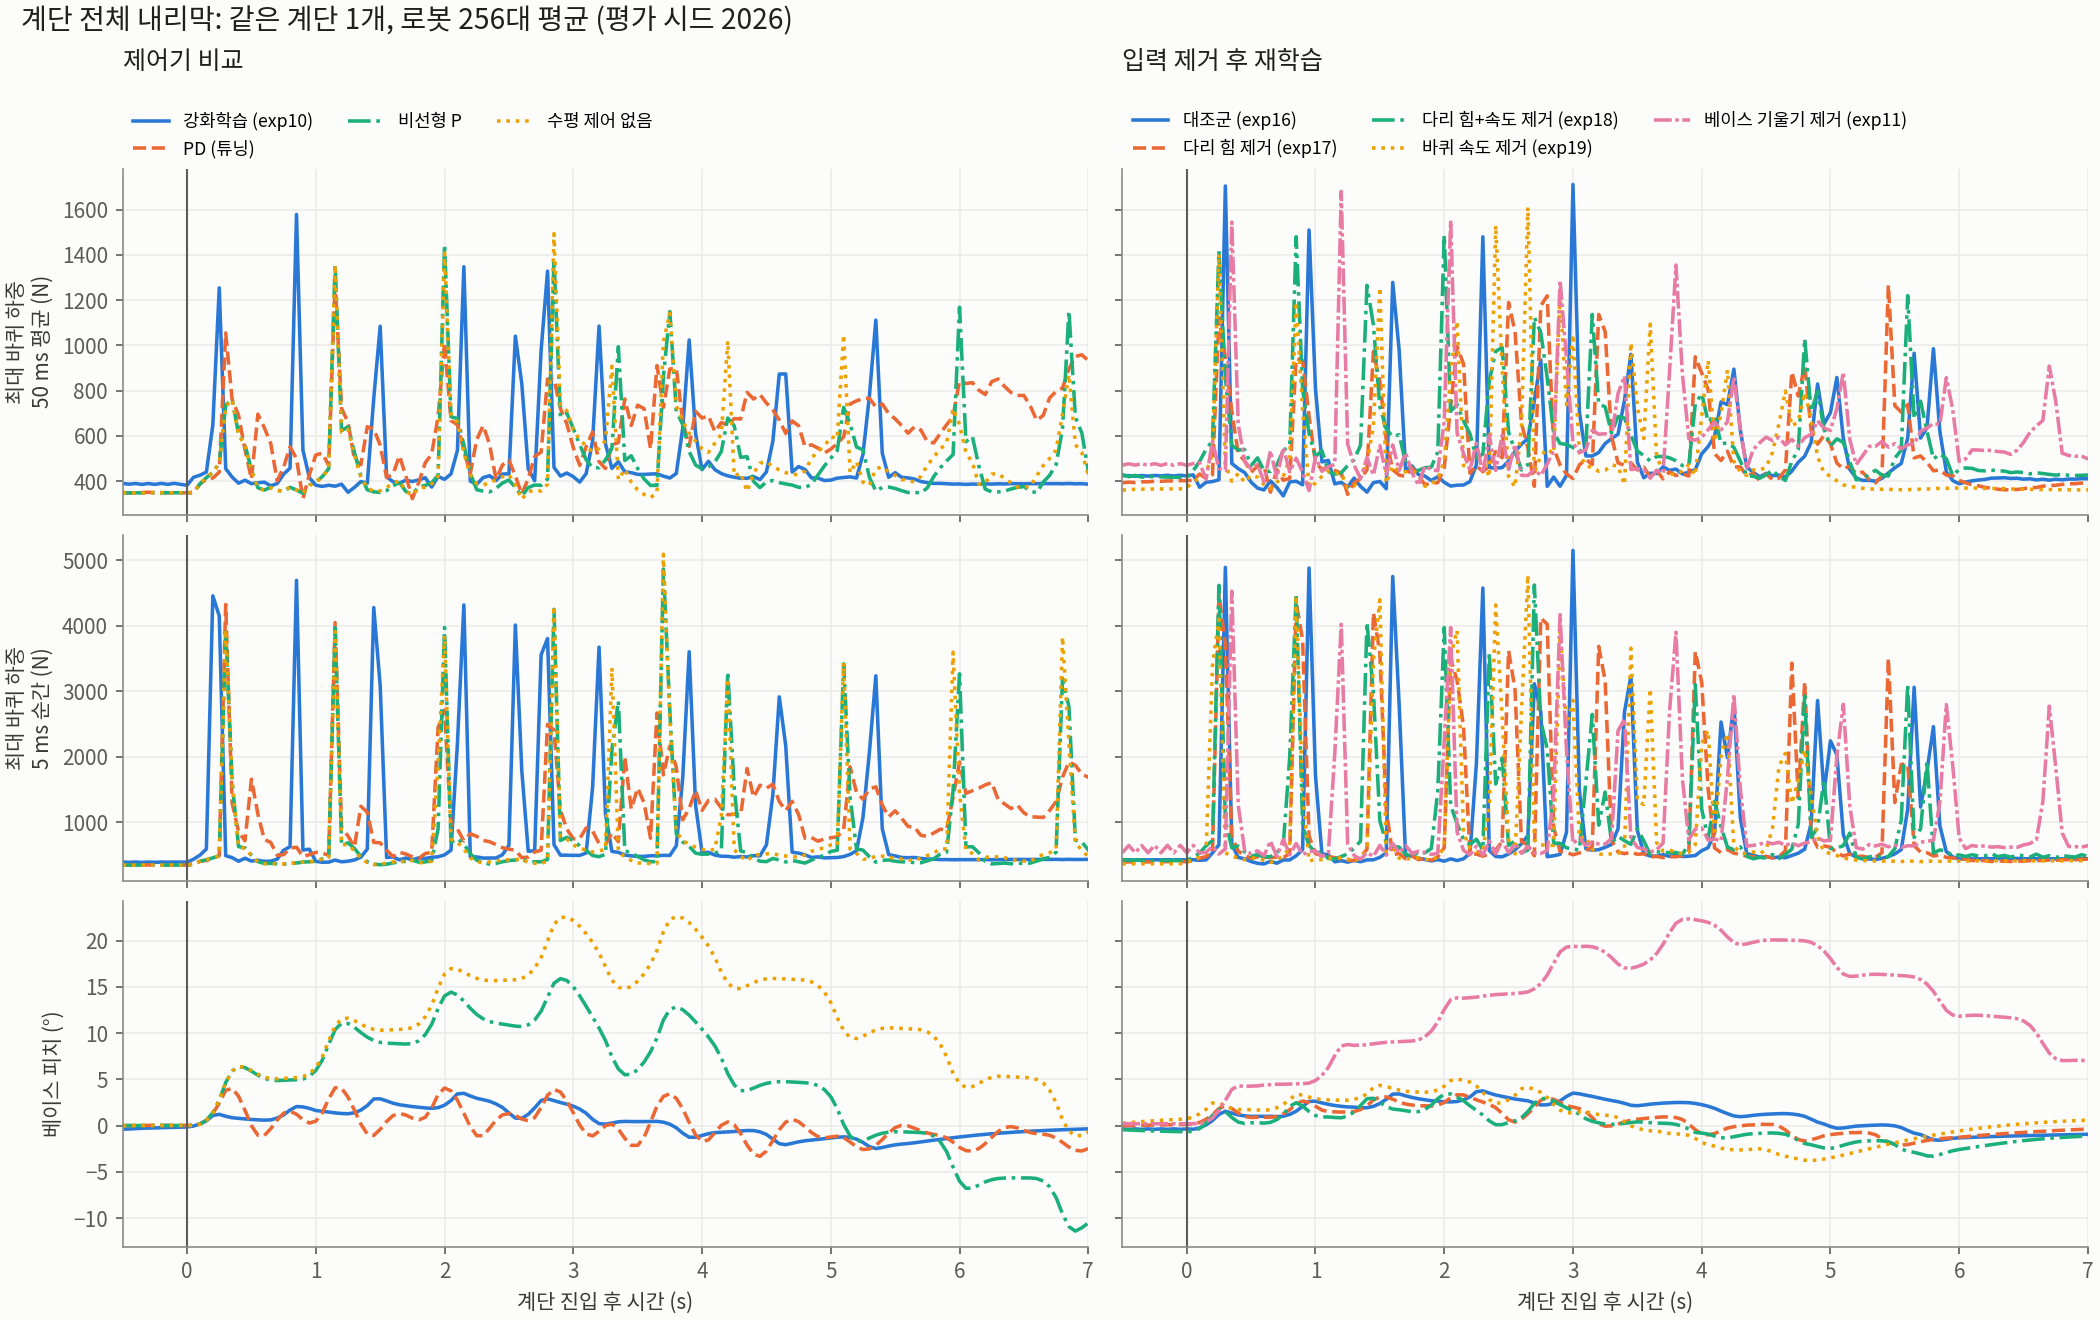 계단 전체 내리막: 같은 계단 1개, 로봇 256대 평균 (평가 시드 2026)
제어기 비교
강화학습 (exp10)
비선형 P
수평 제어 없음
PD (튜닝)
입력 제거 후 재학습
대조군 (exp16)
다리 힘+속도 제거 (exp18)
베이스 기울기 제거 (exp11)
다리 힘 제거 (exp17)
바퀴 속도 제거 (exp19)
최대 바퀴 하중
50 ms 평균 (N)
1600
1400
1200
1000
800
600
400
최대 바퀴 하중
5 ms 순간 (N)
5000
4000
3000
2000
1000
베이스 피치 (°)
20
15
10
5
0
−5
−10
0 1 2 3 4 5 6 7
계단 진입 후 시간 (s)
0 1 2 3 4 5 6 7
계단 진입 후 시간 (s)